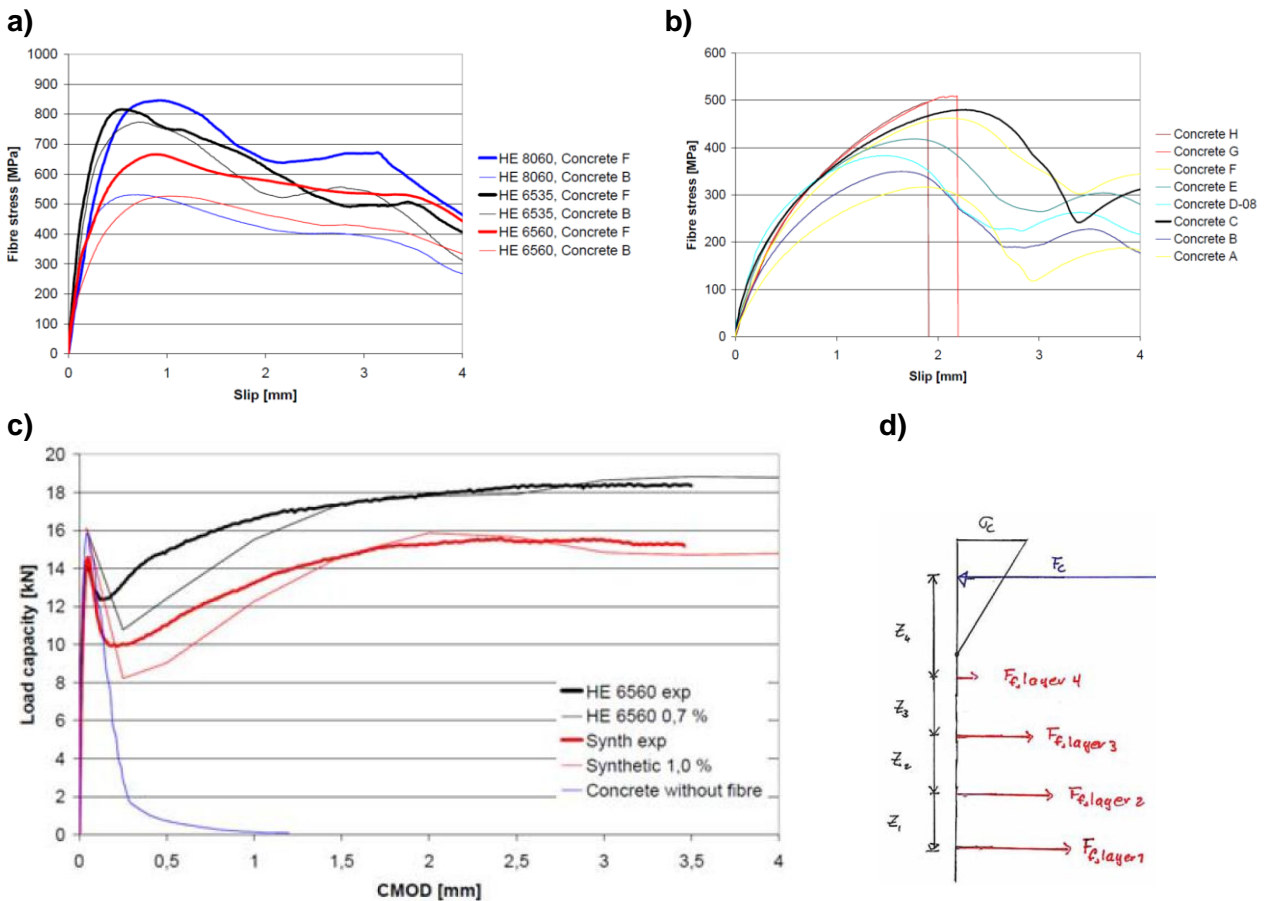 a)
1000
900
800
700
600
500
400
300
200
100
0
Fibre stress [MPa]
0 1 2 3 4
Slip [mm]
HE 8060, Concrete F
HE 8060, Concrete B
HE 6535, Concrete F
HE 6535, Concrete B
HE 6560, Concrete F
HE 6560, Concrete B
b)
600
500
400
300
200
100
0
Fibre stress [MPa]
0 1 2 3 4
Slip [mm]
Concrete H
Concrete G
Concrete F
Concrete E
Concrete D-08
Concrete C
Concrete B
Concrete A
c)
20
18
16
14
12
10
8
6
4
2
0
Load capacity [kN]
0 0,5 1 1,5 2 2,5 3 3,5 4
CMOD [mm]
HE 6560 exp
HE 6560 0,7 %
Synth exp
Synthetic 1,0 %
Concrete without fibre
d)
σc
Fc
Z4
Ff,layer 4
Z3
Ff,layer 3
Z2
Ff,layer 2
Z1
Ff,layer 1